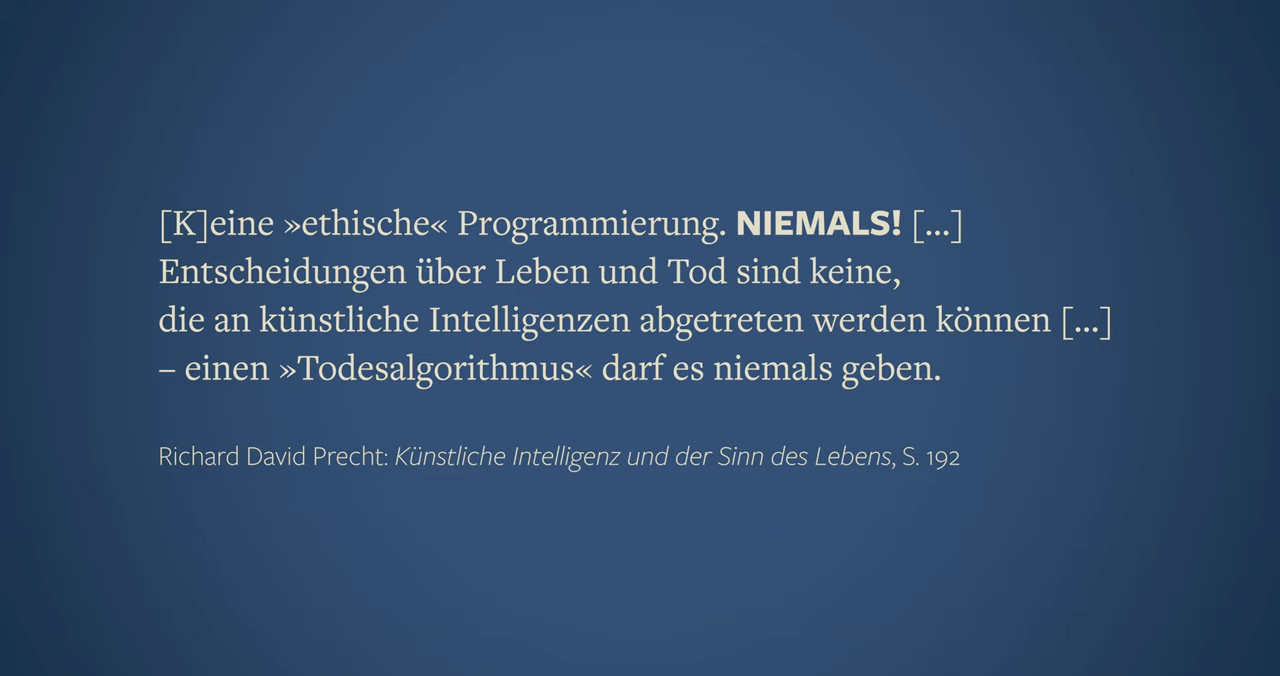 [K]eine »ethische« Programmierung. NIEMALS! […]
Entscheidungen über Leben und Tod sind keine,
die an künstliche Intelligenzen abgetreten werden können […]
– einen »Todesalgorithmus« darf es niemals geben.
Richard David Precht: Künstliche Intelligenz und der Sinn des Lebens, S. 192